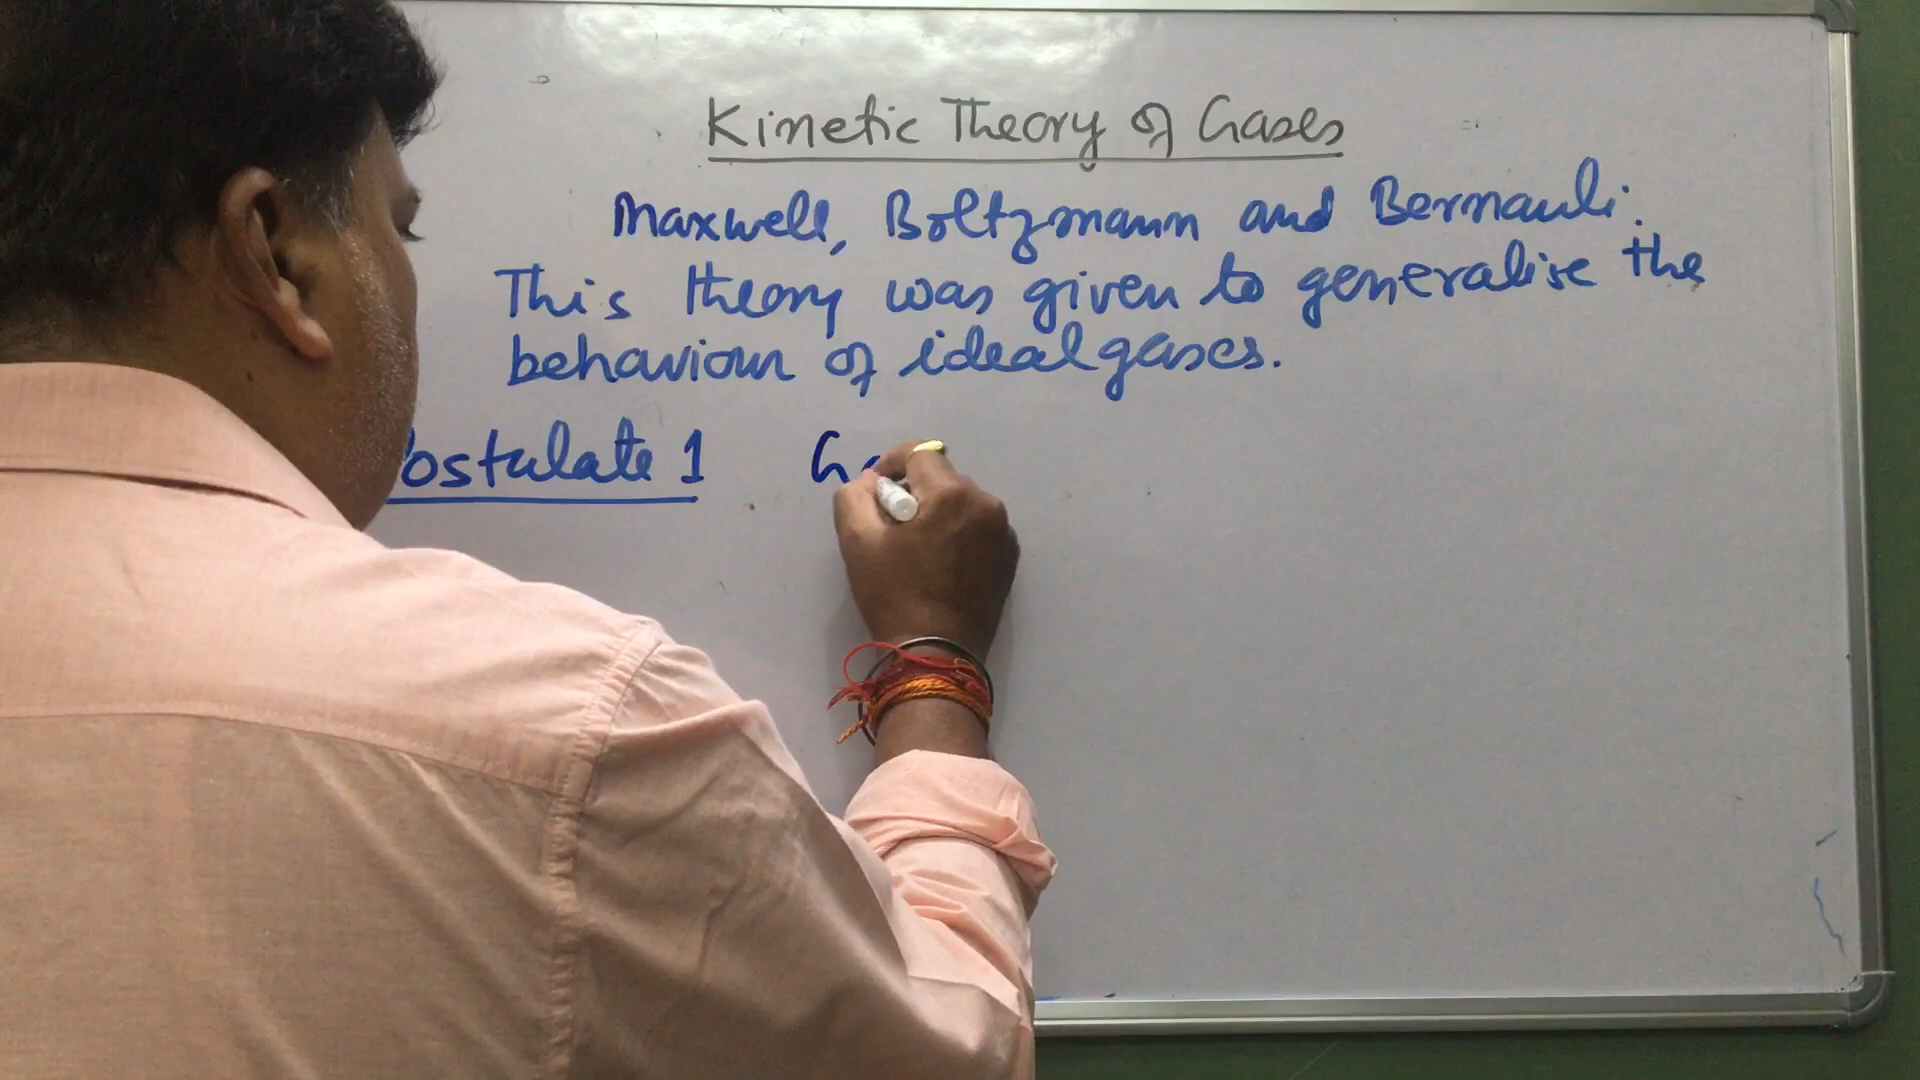 Kinetic Theory of Gases
Maxwell, Boltzmann and Bernauli.
This theory was given to generalise the
behaviour of ideal gases.
ostulate 1 Ga